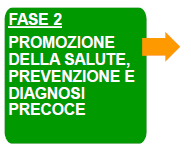 FASE 2
PROMOZIONE
DELLA SALUTE,
PREVENZIONE E
DIAGNOSI
PRECOCE